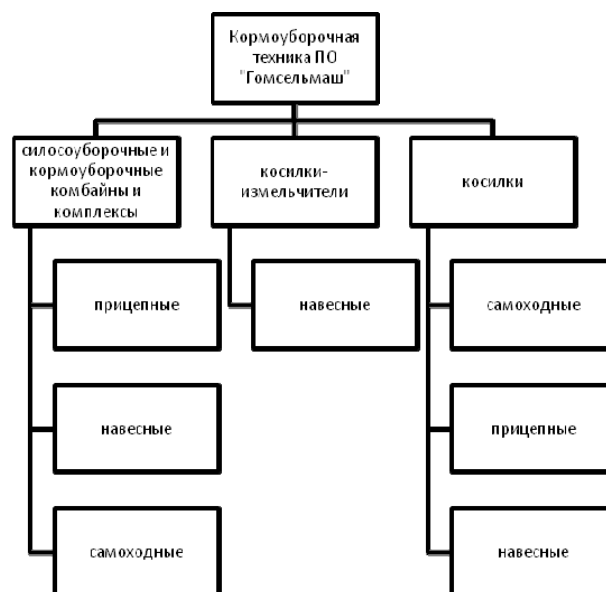 Кормоуборочная
техника ПО
"Гомсельмаш"
силосоуборочные и
кормоуборочные
комбайны и
комплексы
прицепные
навесные
самоходные
косилки-
измельчители
навесные
косилки
самоходные
прицепные
навесные